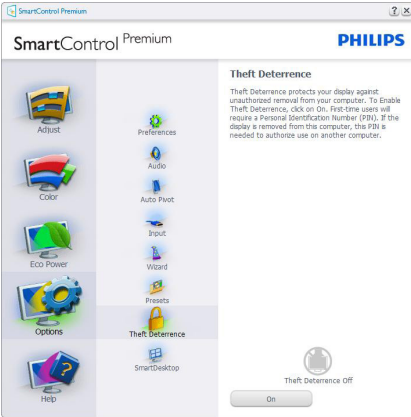 SmartControl Premium
SmartControl Premium
PHILIPS
Adjust
Color
Eco Power
Options
Help
Preferences
Audio
Auto Pivot
Input
Wizard
Presets
Theft Deterrence
SmartDesktop
Theft Deterrence
Theft Deterrence protects your display against
unauthorized removal from your computer. To Enable
Theft Deterrence, click on On. First-time users will
require a Personal Identification Number (PIN). If the
display is removed from this computer, this PIN is
needed to authorize use on another computer.
Theft Deterrence Off
On